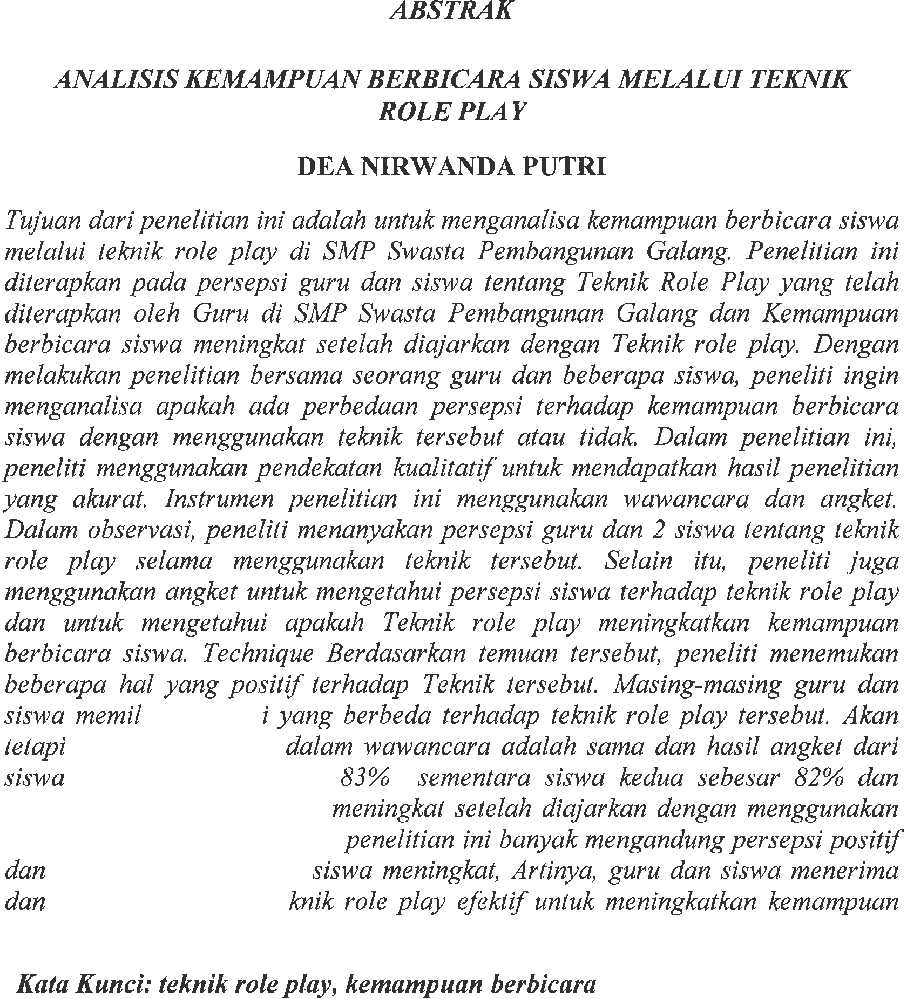 ABSTRAK
ANALISIS KEMAMPUAN BERBICARA SISWA MELALUI TEKNIK
ROLE PLAY
DEA NIRWANDA PUTRI
Tujuan dari penelitian ini adalah untuk menganalisa kemampuan berbicara siswa
melalui teknik role play di SMP Swasta Pembangunan Galang. Penelitian ini
diterapkan pada persepsi guru dan siswa tentang Teknik Role Play yang telah
diterapkan oleh Guru di SMP Swasta Pembangunan Galang dan Kemampuan
berbicara siswa meningkat setelah diajarkan dengan Teknik role play. Dengan
melakukan penelitian bersama seorang guru dan beberapa siswa, peneliti ingin
menganalisa apakah ada perbedaan persepsi terhadap kemampuan berbicara
siswa dengan menggunakan teknik tersebut atau tidak. Dalam penelitian ini,
peneliti menggunakan pendekatan kualitatif untuk mendapatkan hasil penelitian
yang akurat. Instrumen penelitian ini menggunakan wawancara dan angket.
Dalam observasi, peneliti menanyakan persepsi guru dan 2 siswa tentang teknik
role play selama menggunakan teknik tersebut. Selain itu, peneliti juga
menggunakan angket untuk mengetahui persepsi siswa terhadap teknik role play
dan untuk mengetahui apakah Teknik role play meningkatkan kemampuan
berbicara siswa. Technique Berdasarkan temuan tersebut, peneliti menemukan
beberapa hal yang positif terhadap Teknik tersebut. Masing-masing guru dan
siswa memil i yang berbeda terhadap teknik role play tersebut. Akan
tetapi dalam wawancara adalah sama dan hasil angket dari
siswa 83% sementara siswa kedua sebesar 82% dan
meningkat setelah diajarkan dengan menggunakan
penelitian ini banyak mengandung persepsi positif
dan siswa meningkat, Artinya, guru dan siswa menerima
dan knik role play efektif untuk meningkatkan kemampuan
Kata Kunci: teknik role play, kemampuan berbicara